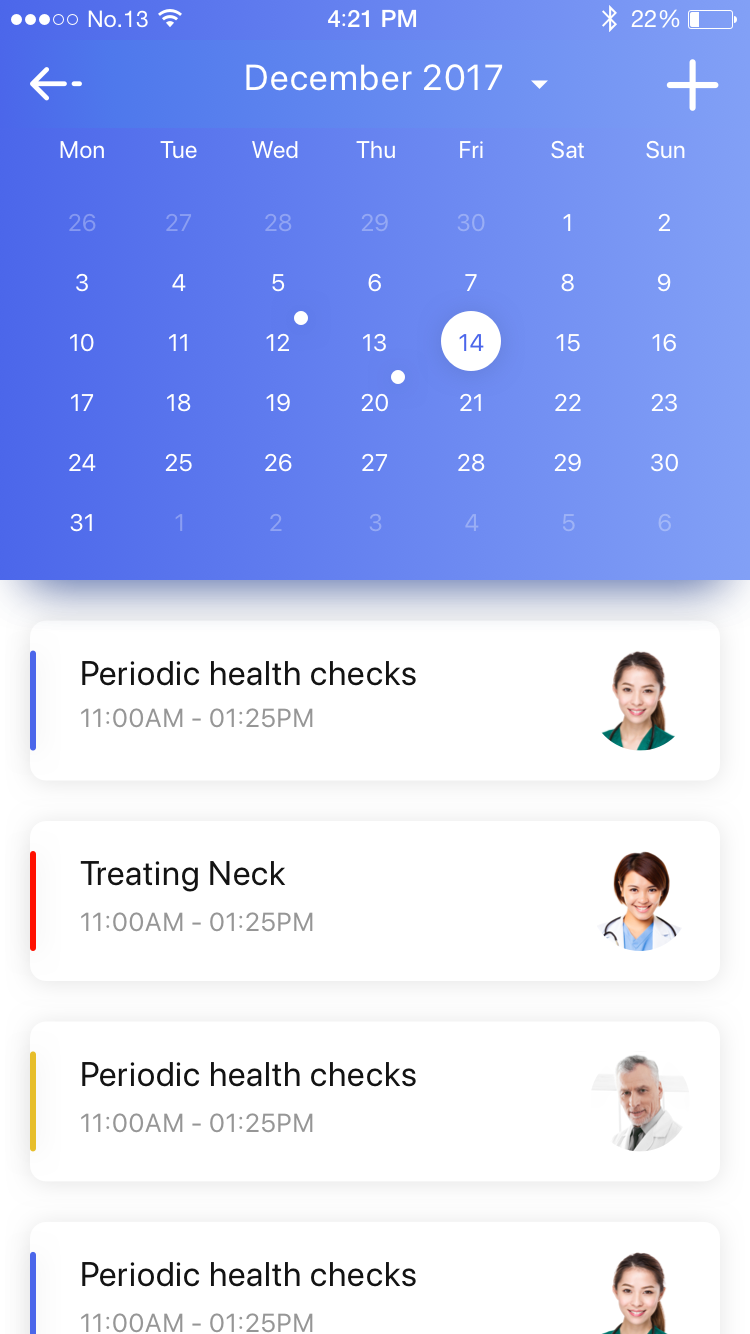 No.13 4:21 PM 22%
December 2017
Mon Tue Wed Thu Fri Sat Sun
26 27 28 29 30 1 2
3 4 5 6 7 8 9
10 11 12 13 14 15 16
17 18 19 20 21 22 23
24 25 26 27 28 29 30
31 1 2 3 4 5 6
Periodic health checks
11:00AM - 01:25PM
Treating Neck
11:00AM - 01:25PM
Periodic health checks
11:00AM - 01:25PM
Periodic health checks
11:00AM - 01:25PM